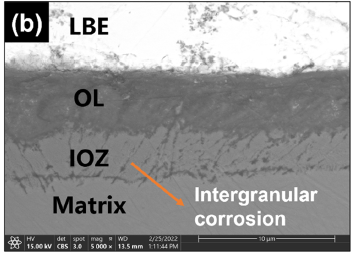 (b)
LBE
OL
IOZ
Matrix
Intergranular
corrosion
HV det spot mag WD 2/25/2022
15.00 kV CBS 3.0 5 000 x 13.5 mm 1:11:44 PM
10 µm